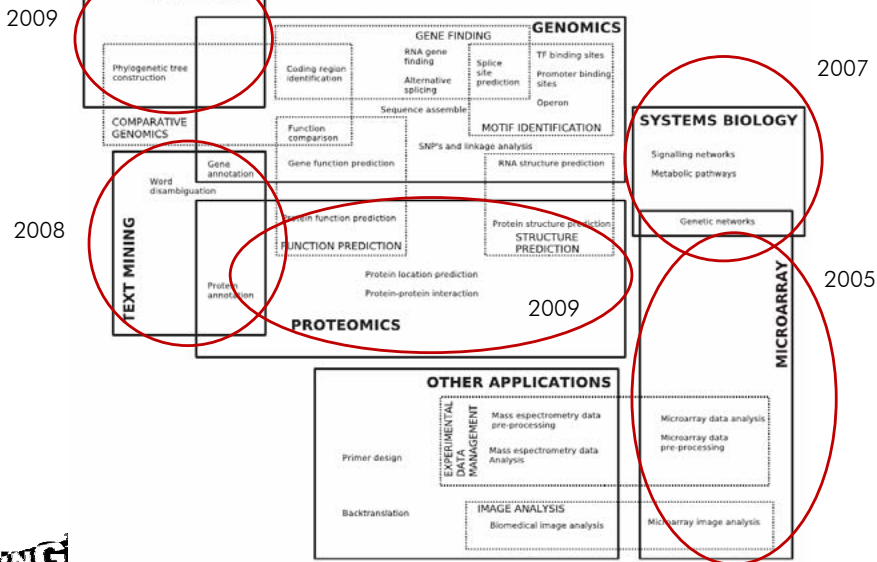 2009
GENOMICS
GENE FINDING
RNA gene
finding
Alternative
splicing
Splice
site
prediction
TF binding sites
Promoter binding
sites
Operon
Phylogenetic tree
construction
Coding region
identification
Sequence assemble
MOTIF IDENTIFICATION
COMPARATIVE
GENOMICS
Function
comparison
SNP's and linkage analysis
Gene
annotation
Gene function prediction
RNA structure prediction
2007
SYSTEMS BIOLOGY
Signalling networks
Metabolic pathways
Genetic networks
2008
TEXT MINING
Word
disambiguation
Protein
annotation
Protein function prediction
FUNCTION PREDICTION
Protein structure prediction
STRUCTURE
PREDICTION
Protein location prediction
Protein-protein interaction
2009
PROTEOMICS
2005
MICROARRAY
OTHER APPLICATIONS
EXPERIMENTAL
DATA
MANAGEMENT
Mass espectrometry data
pre-processing
Mass espectrometry data
Analysis
Microarray data analysis
Microarray data
pre-processing
Primer design
Backtranslation
IMAGE ANALYSIS
Biomedical image analysis
Microarray image analysis